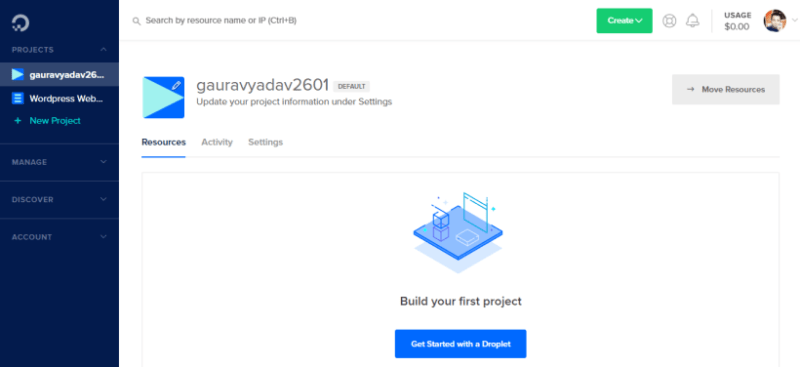 Search by resource name or IP (Ctrl+B)
Create
USAGE
$0.00
PROJECTS
gauravyadav26...
Wordpress Web...
+ New Project
MANAGE
DISCOVER
ACCOUNT
gauravyadav2601 DEFAULT
Update your project information under Settings
→ Move Resources
Resources Activity Settings
Build your first project
Get Started with a Droplet